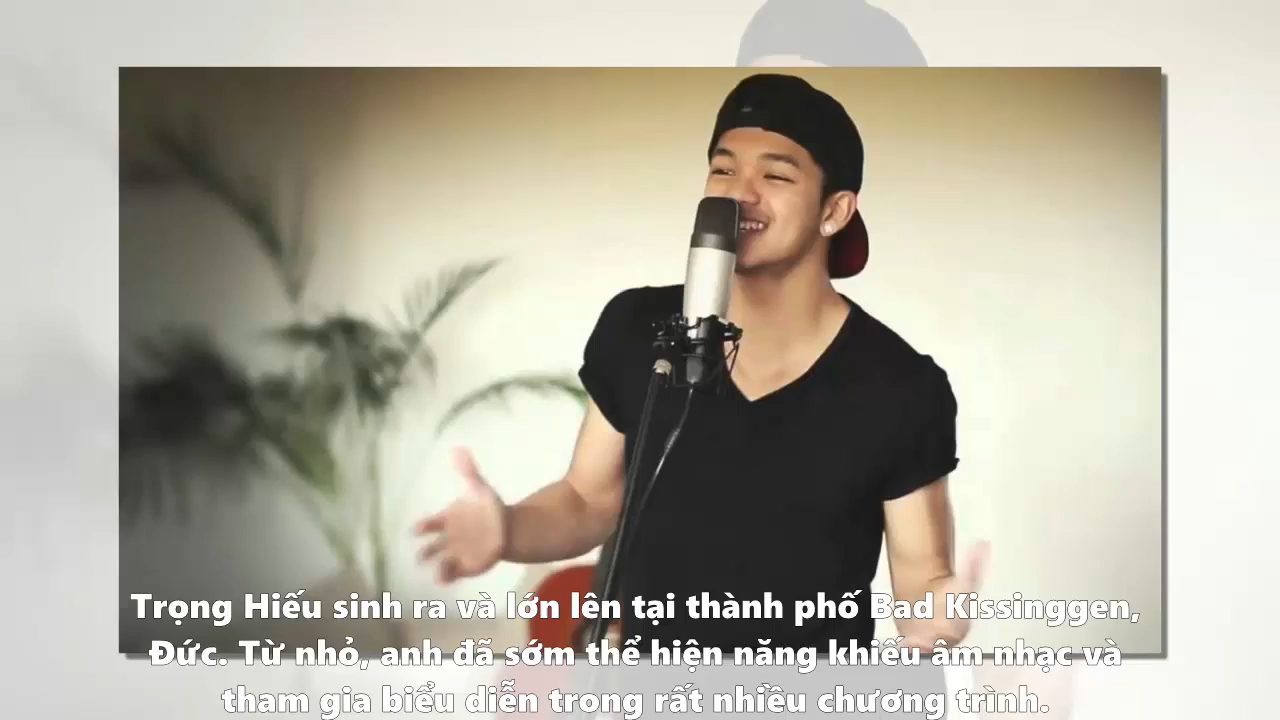 Trọng Hiếu sinh ra và lớn lên tại thành phố Bad Kissinggen,
Đức. Từ nhỏ, anh đã sớm thể hiện năng khiếu âm nhạc và
tham gia biểu diễn trong rất nhiều chương trình.